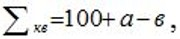 ∑ кв =100+а-в,